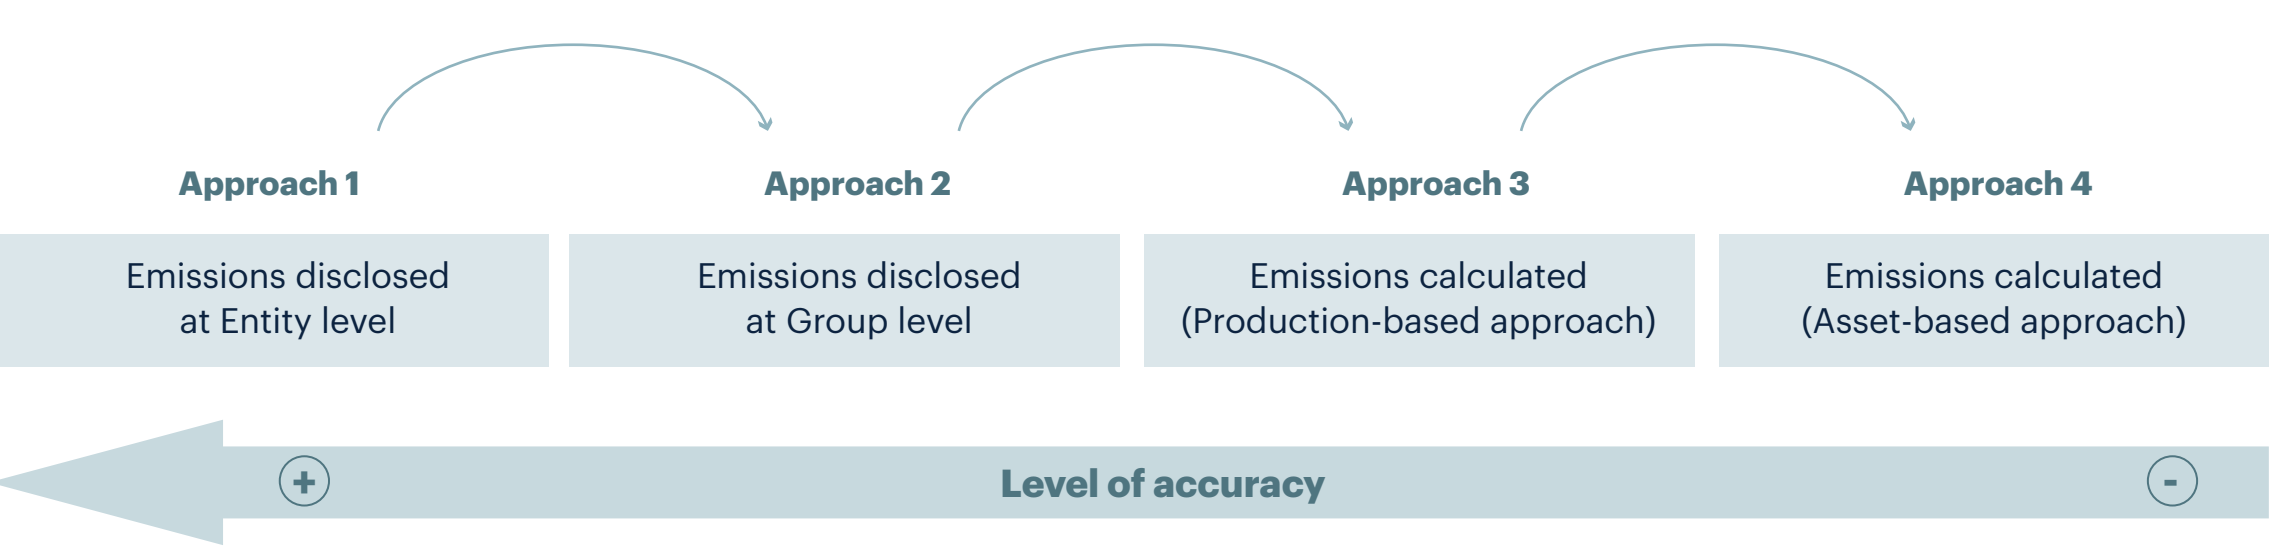 Approach 1
Emissions disclosed
at Entity level
Approach 2
Emissions disclosed
at Group level
Approach 3
Emissions calculated
(Production-based approach)
Approach 4
Emissions calculated
(Asset-based approach)
+
Level of accuracy
-